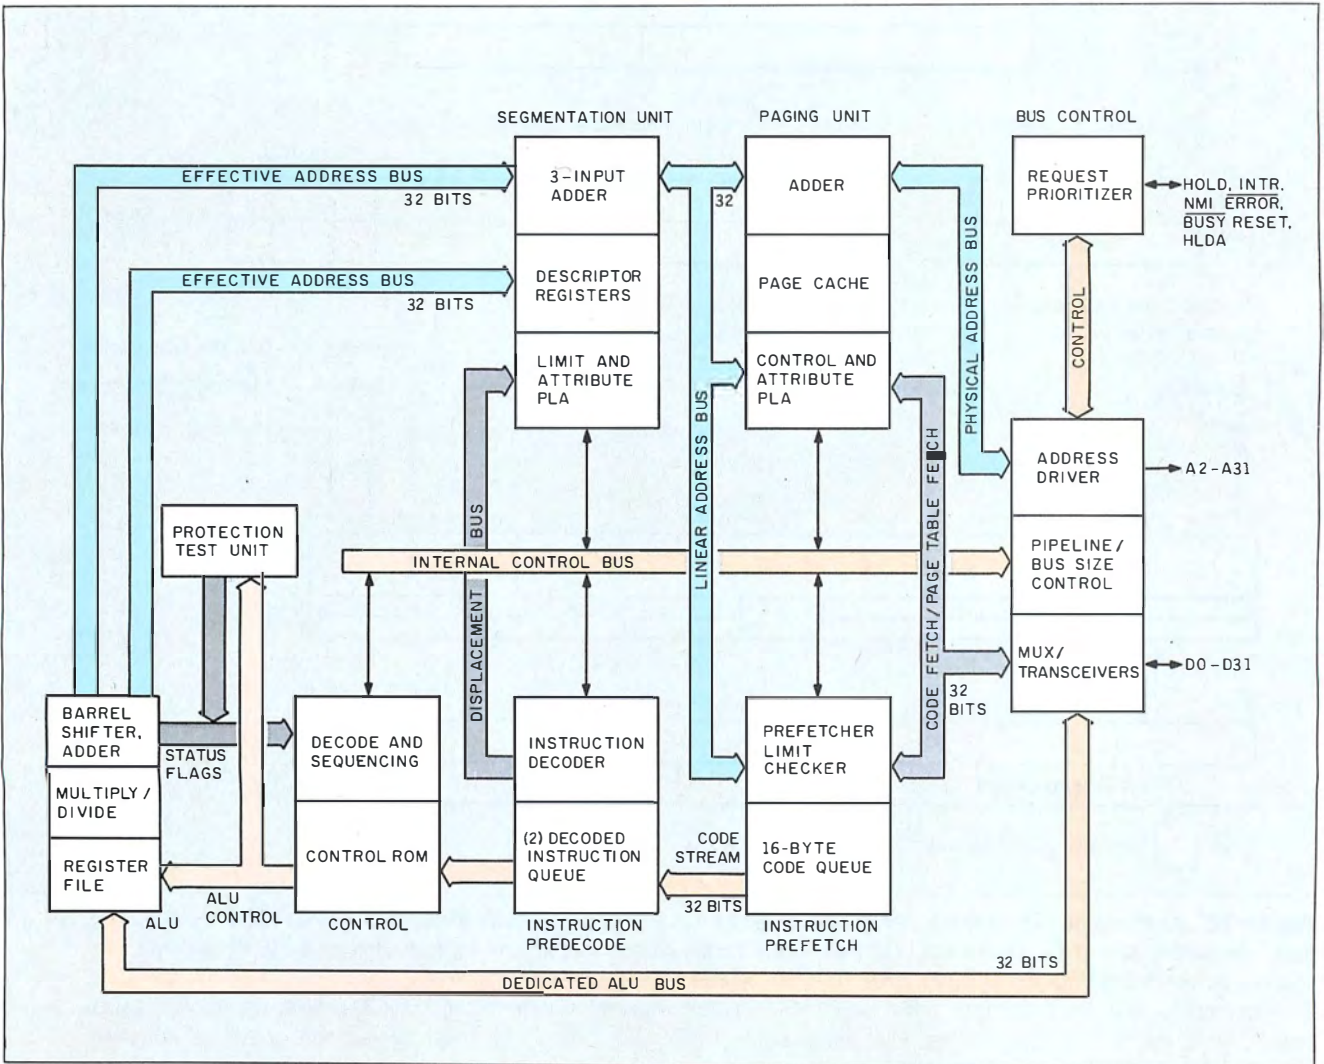 SEGMENTATION UNIT
PAGING UNIT
BUS CONTROL
EFFECTIVE ADDRESS BUS
32 BITS
3-INPUT
ADDER
32
ADDER
REQUEST
PRIORITIZER
HOLD, INTR,
NMI ERROR,
BUSY RESET,
HLDA
EFFECTIVE ADDRESS BUS
32 BITS
DESCRIPTOR
REGISTERS
PAGE CACHE
PHYSICAL ADDRESS BUS
CONTROL
LIMIT AND
ATTRIBUTE
PLA
CONTROL AND
ATTRIBUTE
PLA
LINEAR ADDRESS BUS
CODE FETCH/PAGE TABLE FETCH
ADDRESS
DRIVER
A2-A31
PROTECTION
TEST UNIT
DISPLACEMENT BUS
INTERNAL CONTROL BUS
PIPELINE/
BUS SIZE
CONTROL
MUX/
TRANSCEIVERS
D0-D31
32
BITS
BARREL
SHIFTER,
ADDER
STATUS
FLAGS
DECODE AND
SEQUENCING
INSTRUCTION
DECODER
PREFETCHER
LIMIT
CHECKER
MULTIPLY/
DIVIDE
REGISTER
FILE
ALU
CONTROL
CONTROL ROM
(2) DECODED
INSTRUCTION
QUEUE
CODE
STREAM
32 BITS
16-BYTE
CODE QUEUE
ALU
CONTROL
INSTRUCTION
PREDECODE
INSTRUCTION
PREFETCH
32 BITS
DEDICATED ALU BUS